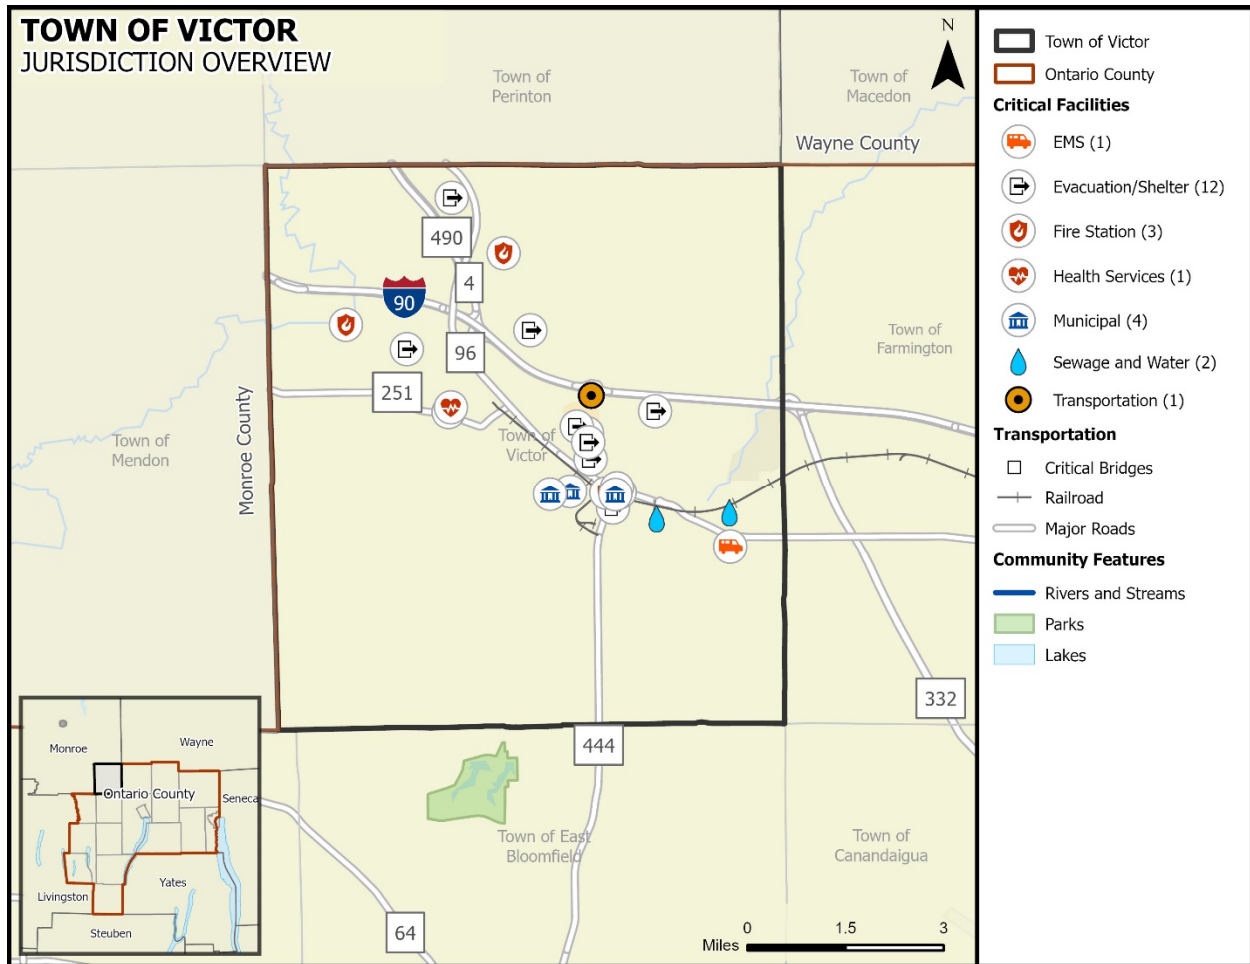 TOWN OF VICTOR
JURISDICTION OVERVIEW
N
Town of
Perinton
Town of
Macedon
Wayne County
490
4
90
96
251
Town of
Farmington
Monroe County
Town of
Mendon
Town of
Victor
332
444
Town of East
Bloomfield
Town of
Canandaigua
64
Monroe
Wayne
Ontario County
Seneca
Livingston
Yates
Steuben
Miles
0
1.5
3
Town of Victor
Ontario County
Critical Facilities
EMS (1)
Evacuation/Shelter (12)
Fire Station (3)
Health Services (1)
Municipal (4)
Sewage and Water (2)
Transportation (1)
Transportation
Critical Bridges
Railroad
Major Roads
Community Features
Rivers and Streams
Parks
Lakes